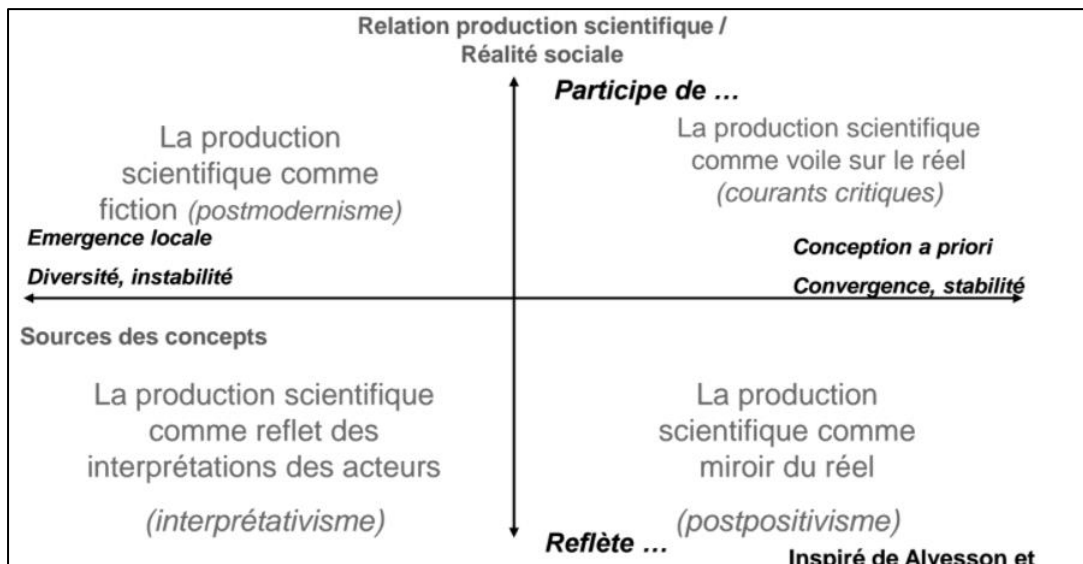 Relation production scientifique /
Réalité sociale
Participe de ...
La production
scientifique comme
fiction (postmodernisme)
La production scientifique
comme voile sur le réel
(courants critiques)
Emergence locale
Diversité, instabilité
Conception a priori
Convergence, stabilité
Sources des concepts
La production scientifique
comme reflet des
interprétations des acteurs
(interprétativisme)
La production
scientifique comme
miroir du réel
(postpositivisme)
Reflète ...
Inspiré de Alvesson et